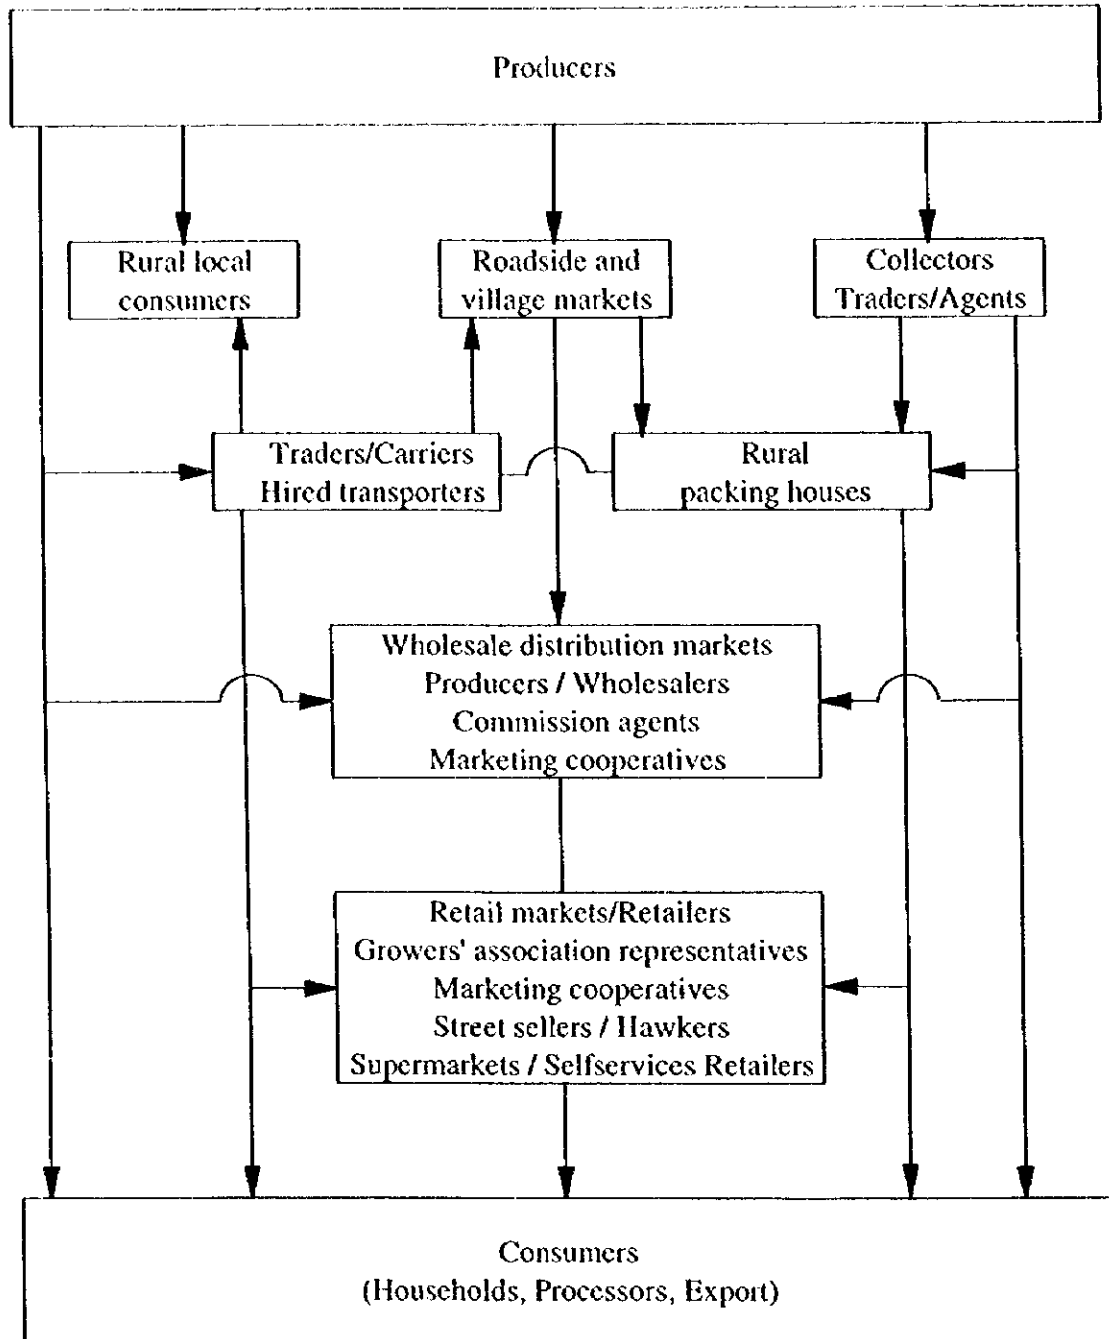 Producers
Rural local
consumers
Roadside and
village markets
Collectors
Traders/Agents
Traders/Carriers
Hired transporters
Rural
packing houses
Wholesale distribution markets
Producers / Wholesalers
Commission agents
Marketing cooperatives
Retail markets/Retailers
Growers' association representatives
Marketing cooperatives
Street sellers / Hawkers
Supermarkets / Selfservices Retailers
Consumers
(Households, Processors, Export)